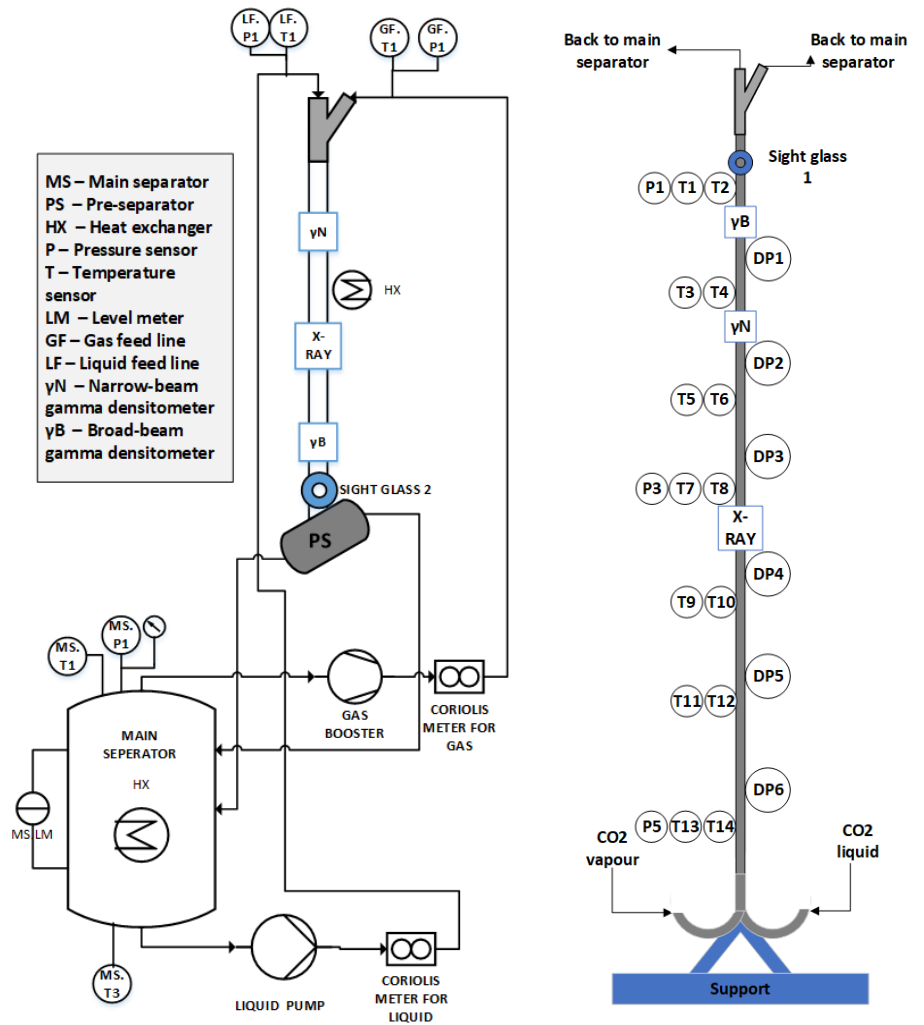 LF.
P1
LF.
T1
GF.
T1
GF.
P1
MS – Main separator
PS – Pre-separator
HX – Heat exchanger
P – Pressure sensor
T – Temperature
sensor
LM – Level meter
GF – Gas feed line
LF – Liquid feed line
γN – Narrow-beam
gamma densitometer
γB – Broad-beam
gamma densitometer
γN
HX
X-
RAY
γB
SIGHT GLASS 2
PS
MS.
T1
MS.
P1
MAIN
SEPERATOR
HX
MS.LM
GAS
BOOSTER
CORIOLIS
METER FOR
GAS
MS.
T3
LIQUID PUMP
CORIOLIS
METER FOR
LIQUID
Back to main
separator
Back to main
separator
Sight glass
1
P1 T1 T2
γB
DP1
T3 T4
γN
DP2
T5 T6
DP3
P3 T7 T8
X-
RAY
DP4
T9 T10
DP5
T11 T12
DP6
P5 T13 T14
CO2
vapour
CO2
liquid
Support